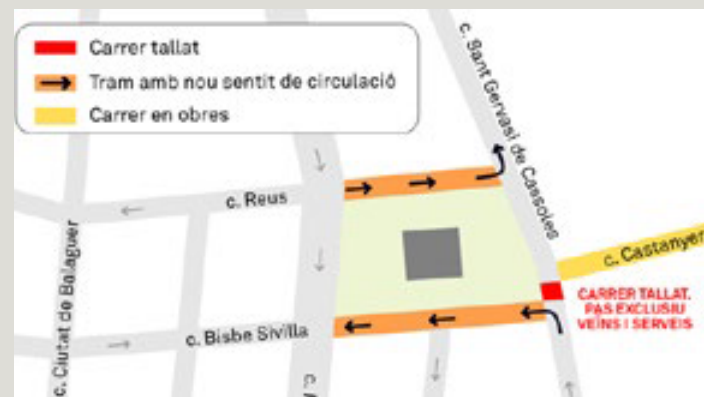 Carrer tallat
Tram amb nou sentit de circulació
Carrer en obres
c. Sant Gervasi de Cassoles
c. Reus
c. Castanyer
CARRER TALLAT.
PAS EXCLUSIU
VEÏNS I SERVEIS
c. Ciutat de Balaguer
c. Bisbe Sivilla